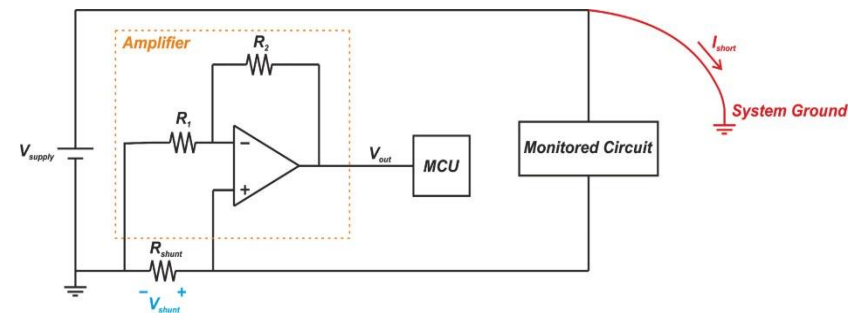 Amplifier
R2
R1
Ishort
System Ground
Vsupply
−
+
Vout
MCU
Monitored Circuit
Rshunt
− +
Vshunt